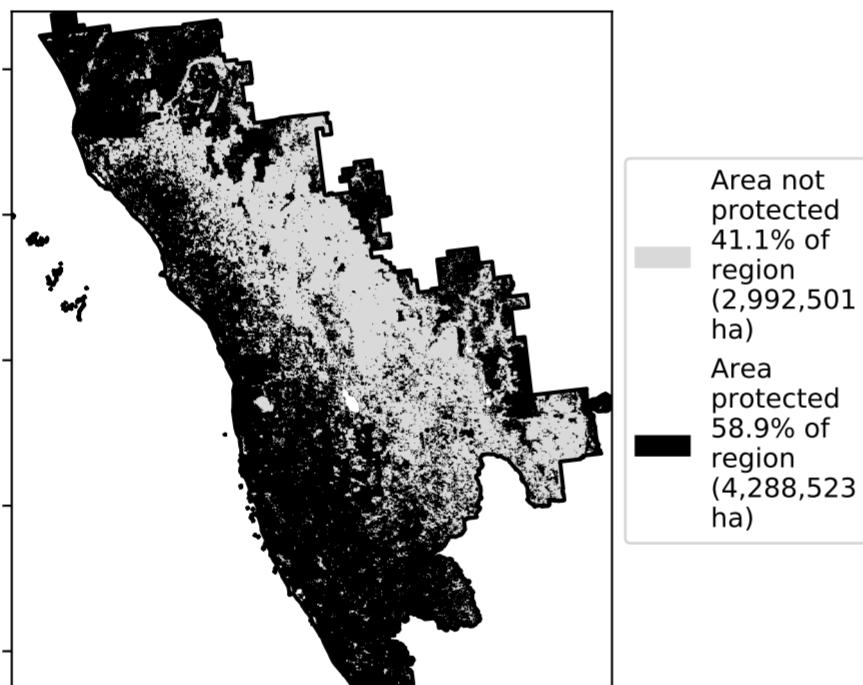 Area not
protected
41.1% of
region
(2,992,501
ha)
Area
protected
58.9% of
region
(4,288,523
ha)